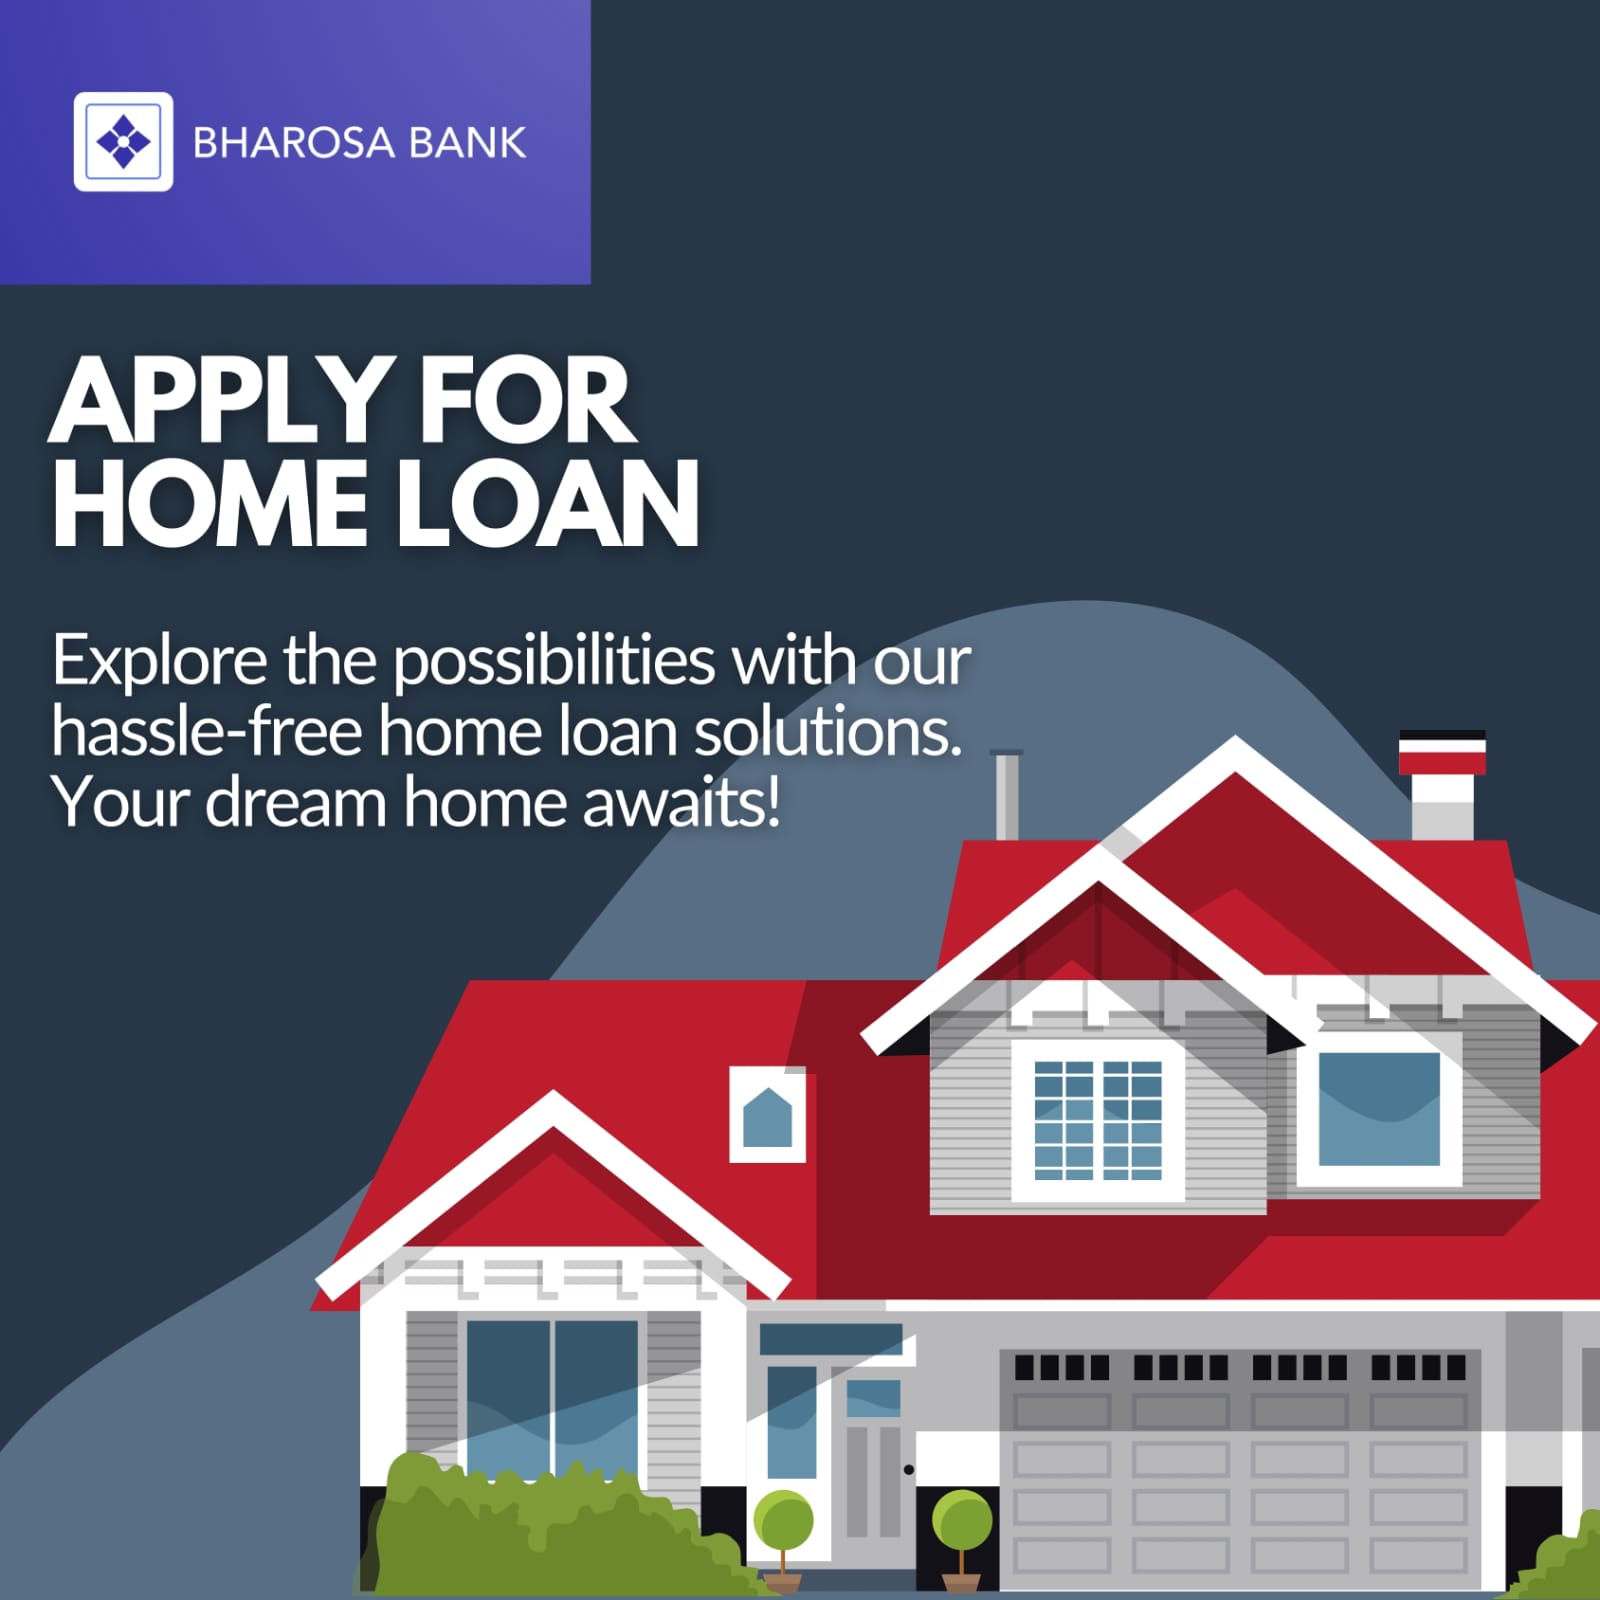 BHAROSA BANK
APPLY FOR
HOME LOAN
Explore the possibilities with our
hassle-free home loan solutions.
Your dream home awaits!